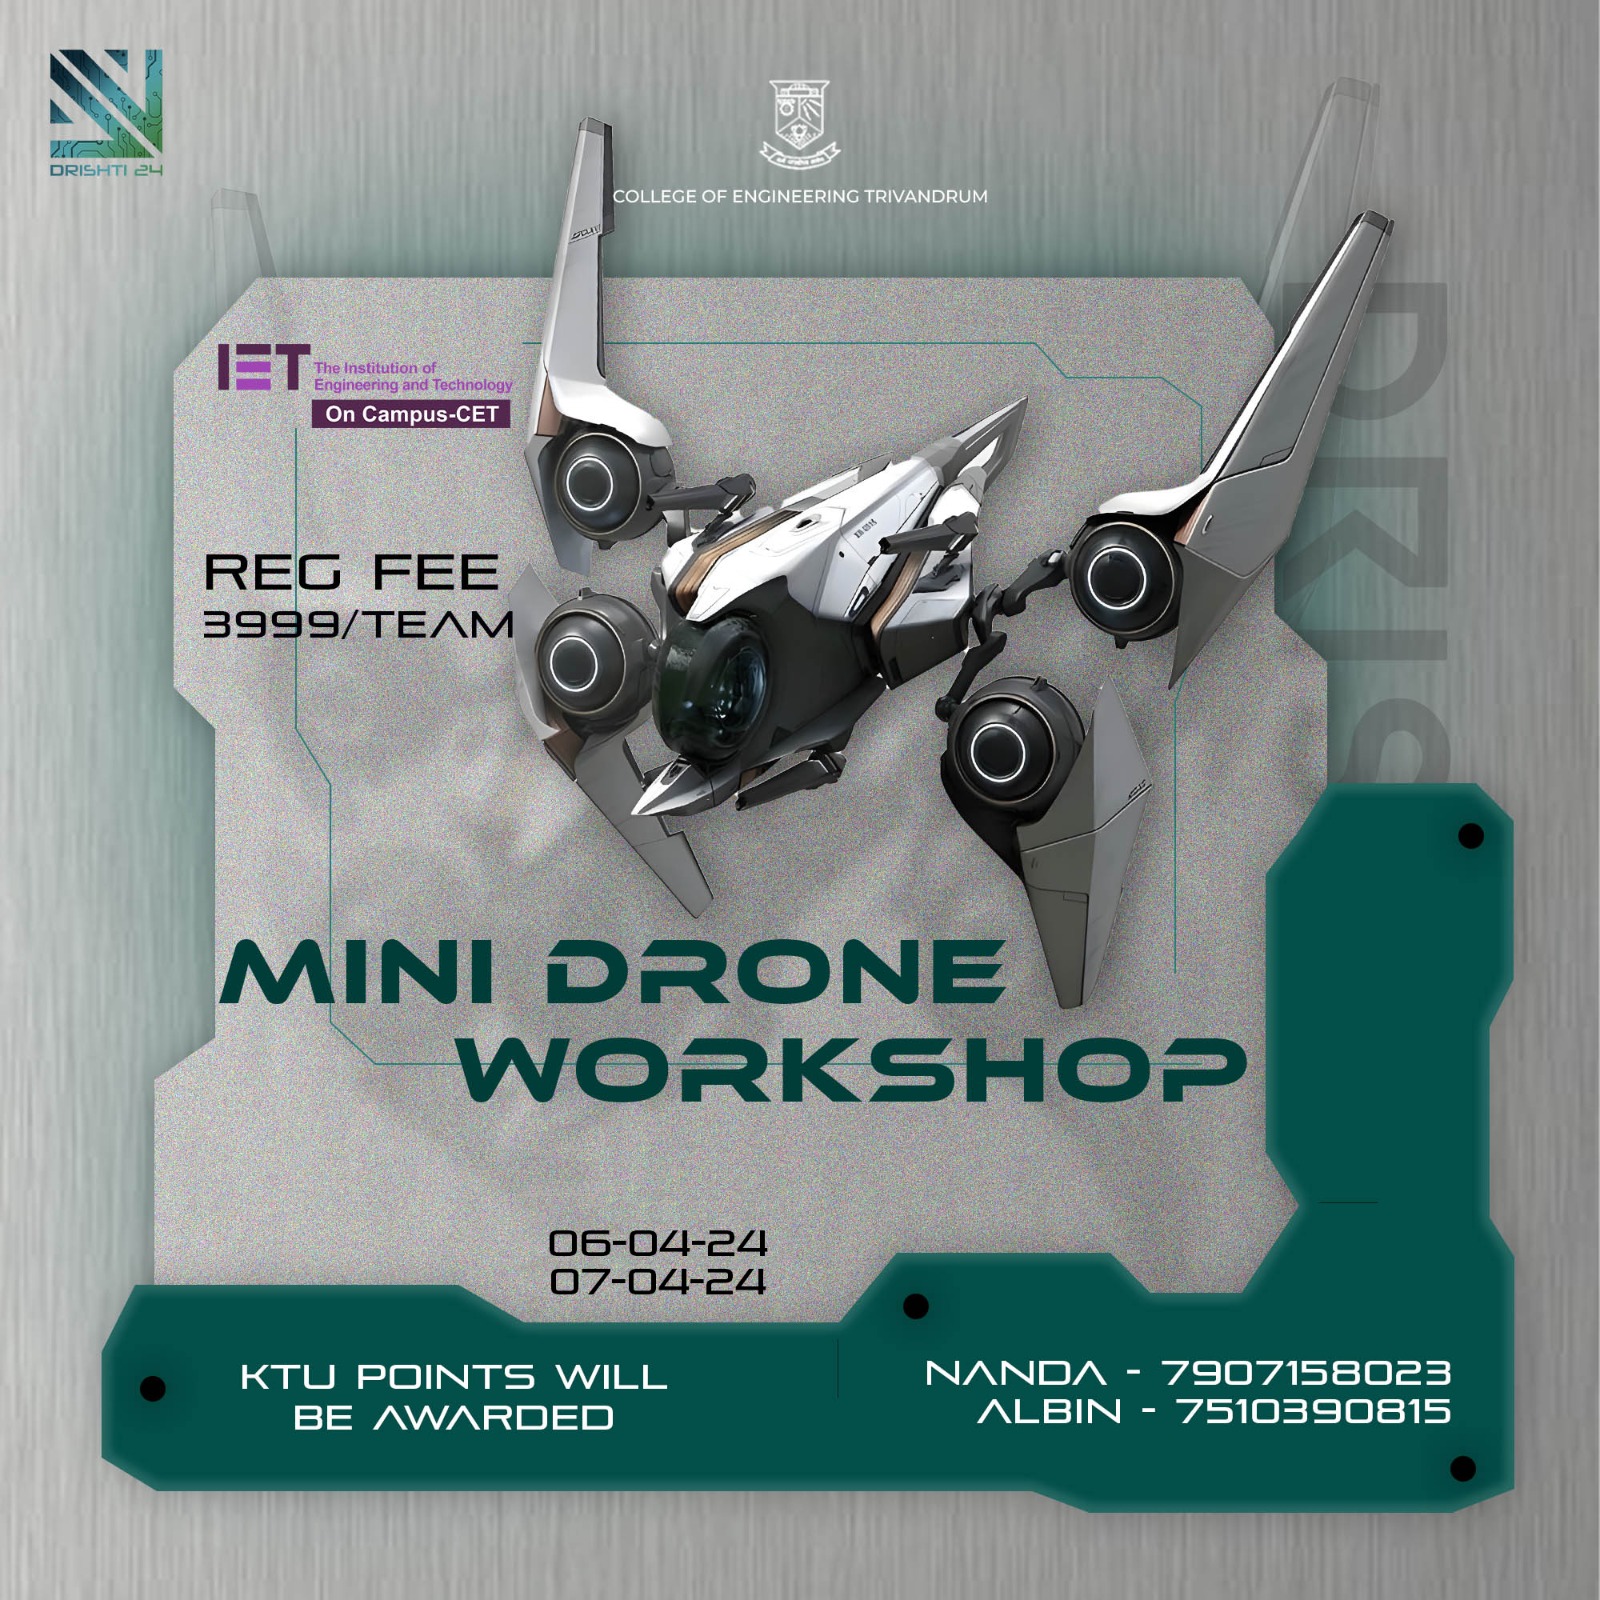 DRISHTI 24
COLLEGE OF ENGINEERING TRIVANDRUM
IET The Institution of
Engineering and Technology
On Campus-CET
REG FEE
3999/TEAM
DRIS
MINI DRONE
WORKSHOP
06-04-24
07-04-24
KTU POINTS WILL
BE AWARDED
NANDA - 7907158023
ALBIN - 7510390815